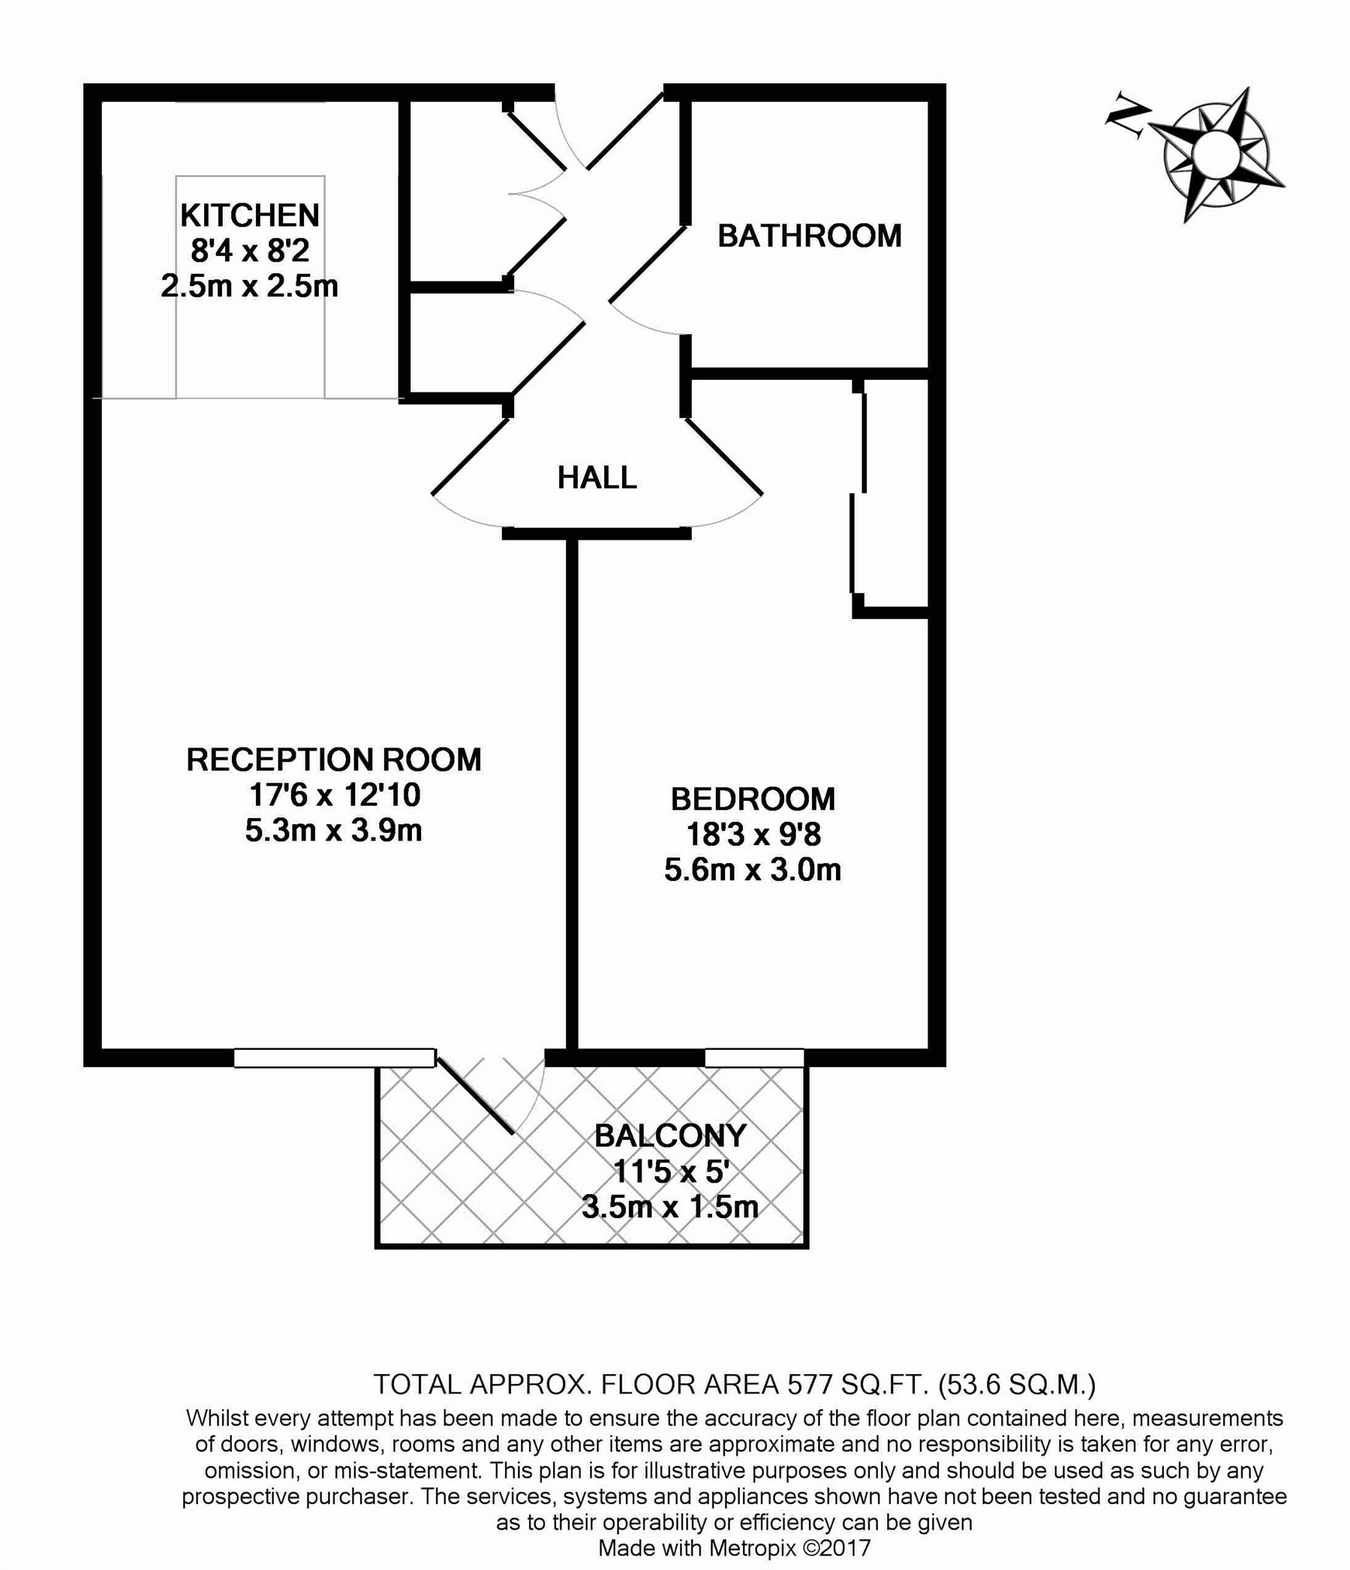 N
KITCHEN
8'4 x 8'2
2.5m x 2.5m
BATHROOM
HALL
RECEPTION ROOM
17'6 x 12'10
5.3m x 3.9m
BEDROOM
18'3 x 9'8
5.6m x 3.0m
BALCONY
11'5 x 5'
3.5m x 1.5m
TOTAL APPROX. FLOOR AREA 577 SQ.FT. (53.6 SQ.M.)
Whilst every attempt has been made to ensure the accuracy of the floor plan contained here, measurements
of doors, windows, rooms and any other items are approximate and no responsibility is taken for any error,
omission, or mis-statement. This plan is for illustrative purposes only and should be used as such by any
prospective purchaser. The services, systems and appliances shown have not been tested and no guarantee
as to their operability or efficiency can be given
Made with Metropix ©2017